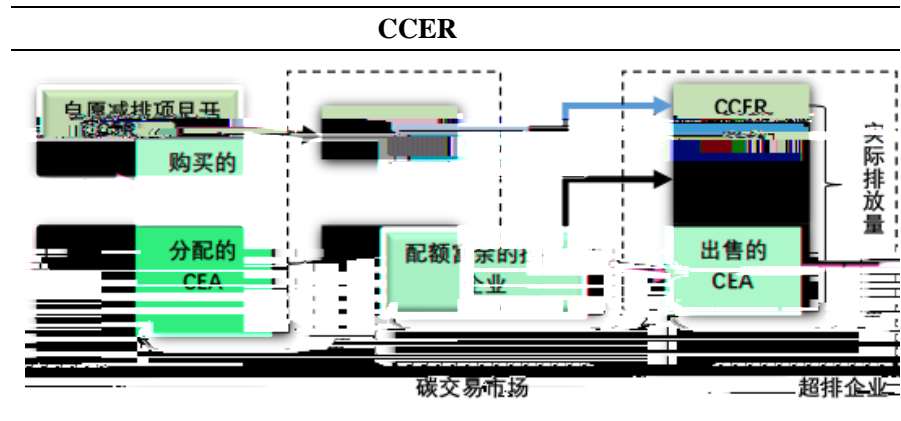 CCER
自愿减排项目开
CCER
购买的
实际排放量
分配的
CEA
配额富余的
企业
出售的
CEA
碳交易市场
超排企业